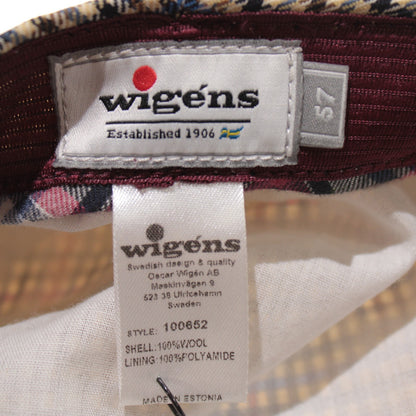 wigéns
Established 1906
57
wigéns
Swedish design & quality
Oscar Wigén AB
Maskinvägen 9
523 38 Ulricehamn
Sweden
STYLE: 100652
SHELL: 100% WOOL
LINING: 100% POLYAMIDE
MADE IN ESTONIA